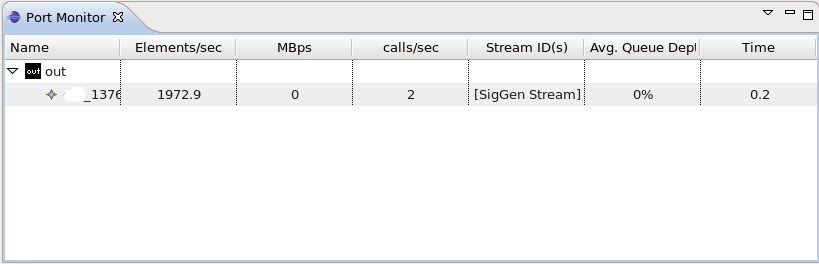 Port Monitor
Name Elements/sec MBps calls/sec Stream ID(s) Avg. Queue Dept Time
out out
_1376 1972.9 0 2 [SigGen Stream] 0% 0.2